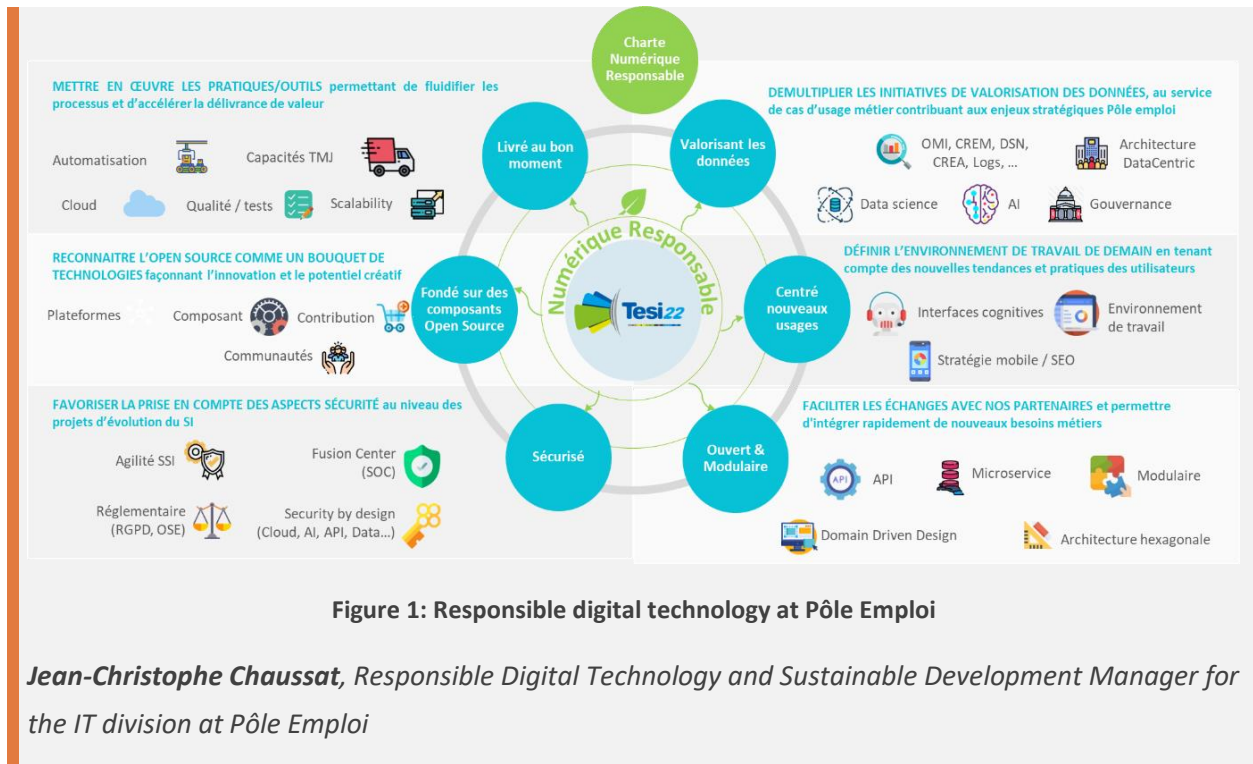 Charte
Numérique
Responsable
METTRE EN ŒUVRE LES PRATIQUES/OUTILS permettant de fluidifier les
processus et d'accélérer la délivrance de valeur
Automatisation
Capacités TMJ
Cloud
Qualité / tests
Scalability
Livré au bon
moment
Valorisant les
données
DEMULTIPLIER LES INITIATIVES DE VALORISATION DES DONNÉES, au service
de cas d'usage métier contribuant aux enjeux stratégiques Pôle emploi
OMI, CREM, DSN,
CREA, Logs, ...
Architecture
DataCentric
Data science
AI
Gouvernance
RECONNAITRE L'OPEN SOURCE COMME UN BOUQUET DE
TECHNOLOGIES façonnant l'innovation et le potentiel créatif
Plateformes
Composant
Contribution
Communautés
Fondé sur des
composants
Open Source
Numérique Responsable
Tesi22
Centré
nouveaux
usages
DÉFINIR L'ENVIRONNEMENT DE TRAVAIL DE DEMAIN en tenant
compte des nouvelles tendances et pratiques des utilisateurs
Interfaces cognitives
Environnement
de travail
Stratégie mobile / SEO
FAVORISER LA PRISE EN COMPTE DES ASPECTS SÉCURITÉ au niveau des
projets d'évolution du SI
Agilité SSI
Fusion Center
(SOC)
Réglementaire
(RGPD, OSE)
Security by design
(Cloud, AI, API, Data...)
Sécurisé
Ouvert &
Modulaire
FACILITER LES ÉCHANGES AVEC NOS PARTENAIRES et permettre
d'intégrer rapidement de nouveaux besoins métiers
API
API
Microservice
Modulaire
Domain Driven Design
Architecture hexagonale
Figure 1: Responsible digital technology at Pôle Emploi
Jean-Christophe Chaussat, Responsible Digital Technology and Sustainable Development Manager for
the IT division at Pôle Emploi